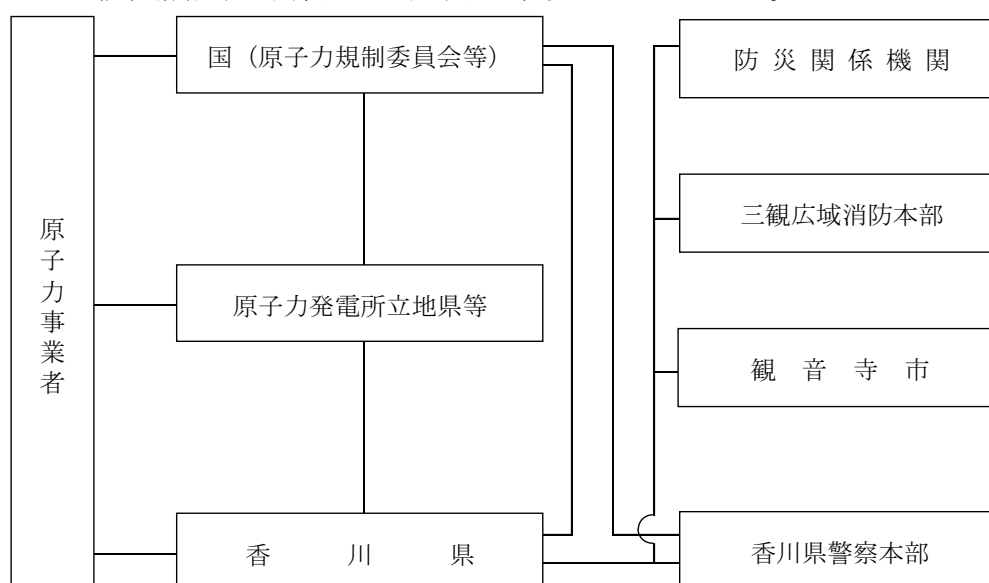 国（原子力規制委員会等）
防災関係機関
三観広域消防本部
原子力事業者
原子力発電所立地県等
観音寺市
香川県
香川県警察本部